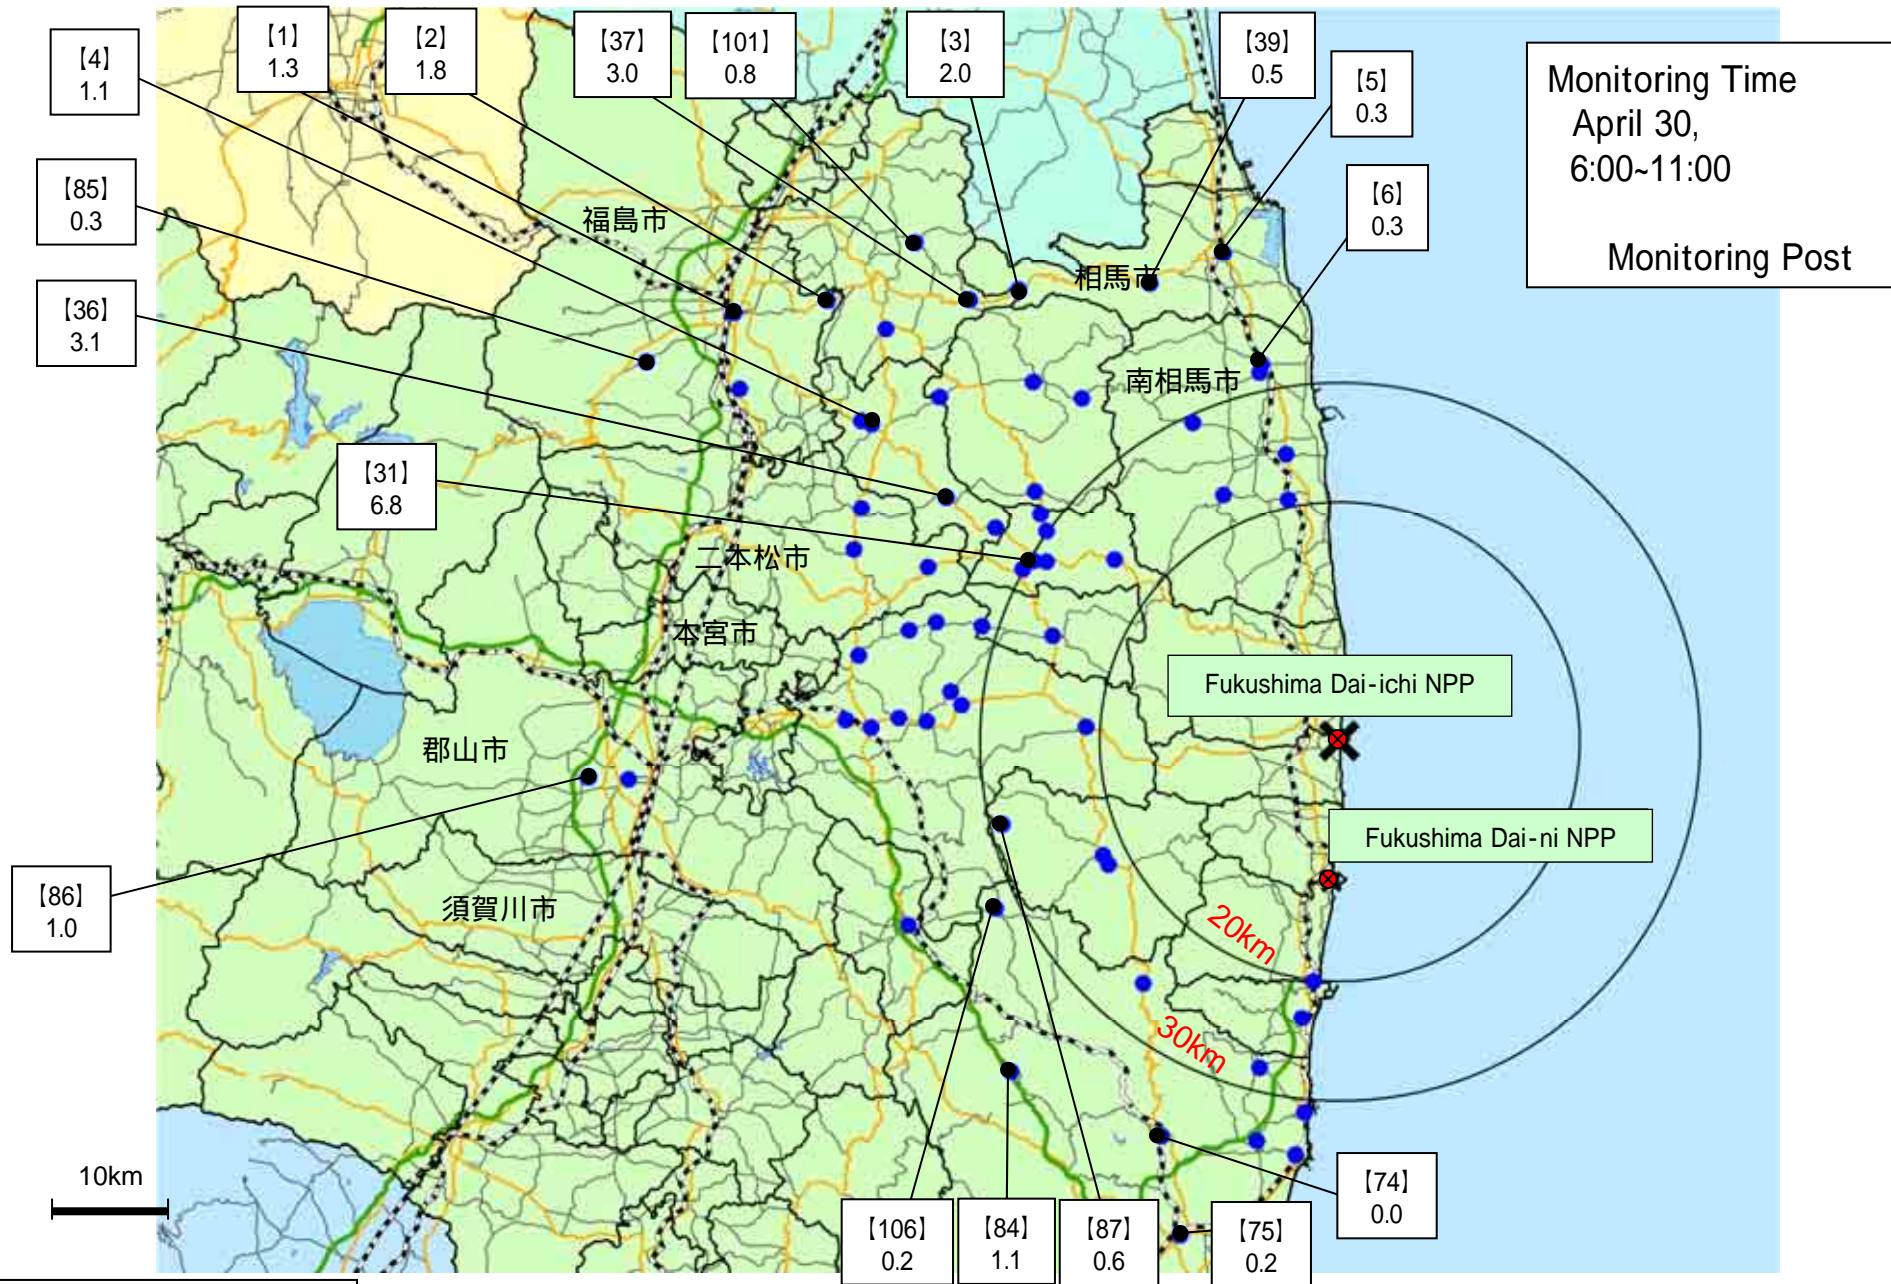 【4】
1.1
【1】
1.3
【2】
1.8
【37】
3.0
【101】
0.8
【3】
2.0
【39】
0.5
【5】
0.3
Monitoring Time
April 30,
6:00~11:00
Monitoring Post
【85】
0.3
【6】
0.3
福島市
相馬市
【36】
3.1
南相馬市
【31】
6.8
二本松市
本宮市
Fukushima Dai-ichi NPP
郡山市
Fukushima Dai-ni NPP
【86】
1.0
須賀川市
20km
30km
10km
【106】
0.2
【84】
1.1
【87】
0.6
【75】
0.2
【74】
0.0